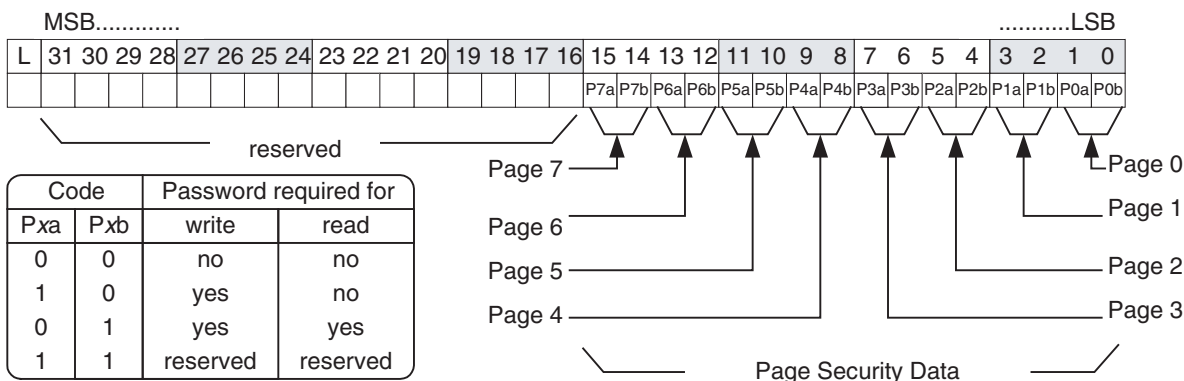 MSB............. ...........LSB
L 31 30 29 28 27 26 25 24 23 22 21 20 19 18 17 16 15 14 13 12 11 10 9 8 7 6 5 4 3 2 1 0
P7a P7b P6a P6b P5a P5b P4a P4b P3a P3b P2a P2b P1a P1b P0a P0b
reserved
Page 7
Page 6
Page 5
Page 4
Page 0
Page 1
Page 2
Page 3
Code Password required for
Pxa Pxb write read
0 0 no no
1 0 yes no
0 1 yes yes
1 1 reserved reserved
Page Security Data